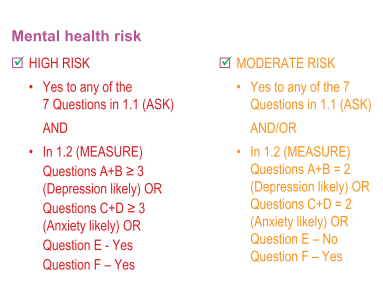 Mental health risk
HIGH RISK
• Yes to any of the
7 Questions in 1.1 (ASK)
AND
• In 1.2 (MEASURE)
Questions A+B ≥ 3
(Depression likely) OR
Questions C+D ≥ 3
(Anxiety likely) OR
Question E - Yes
Question F – Yes
MODERATE RISK
• Yes to any of the 7
Questions in 1.1 (ASK)
AND/OR
• In 1.2 (MEASURE)
Questions A+B = 2
(Depression likely) OR
Questions C+D = 2
(Anxiety likely) OR
Question E – No
Question F – Yes